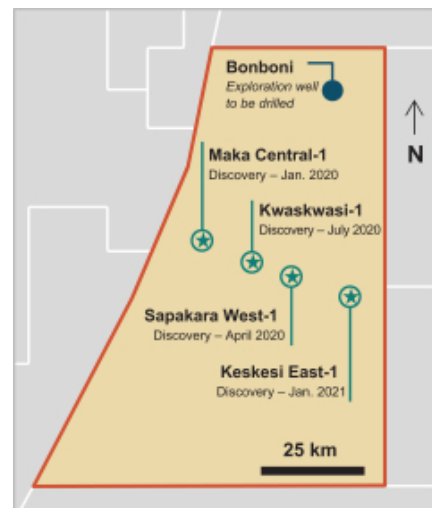 Bonboni
Exploration well
to be drilled
N
Maka Central-1
Discovery – Jan. 2020
Kwaskwasi-1
Discovery – July 2020
Sapakara West-1
Discovery – April 2020
Keskesi East-1
Discovery – Jan. 2021
25 km